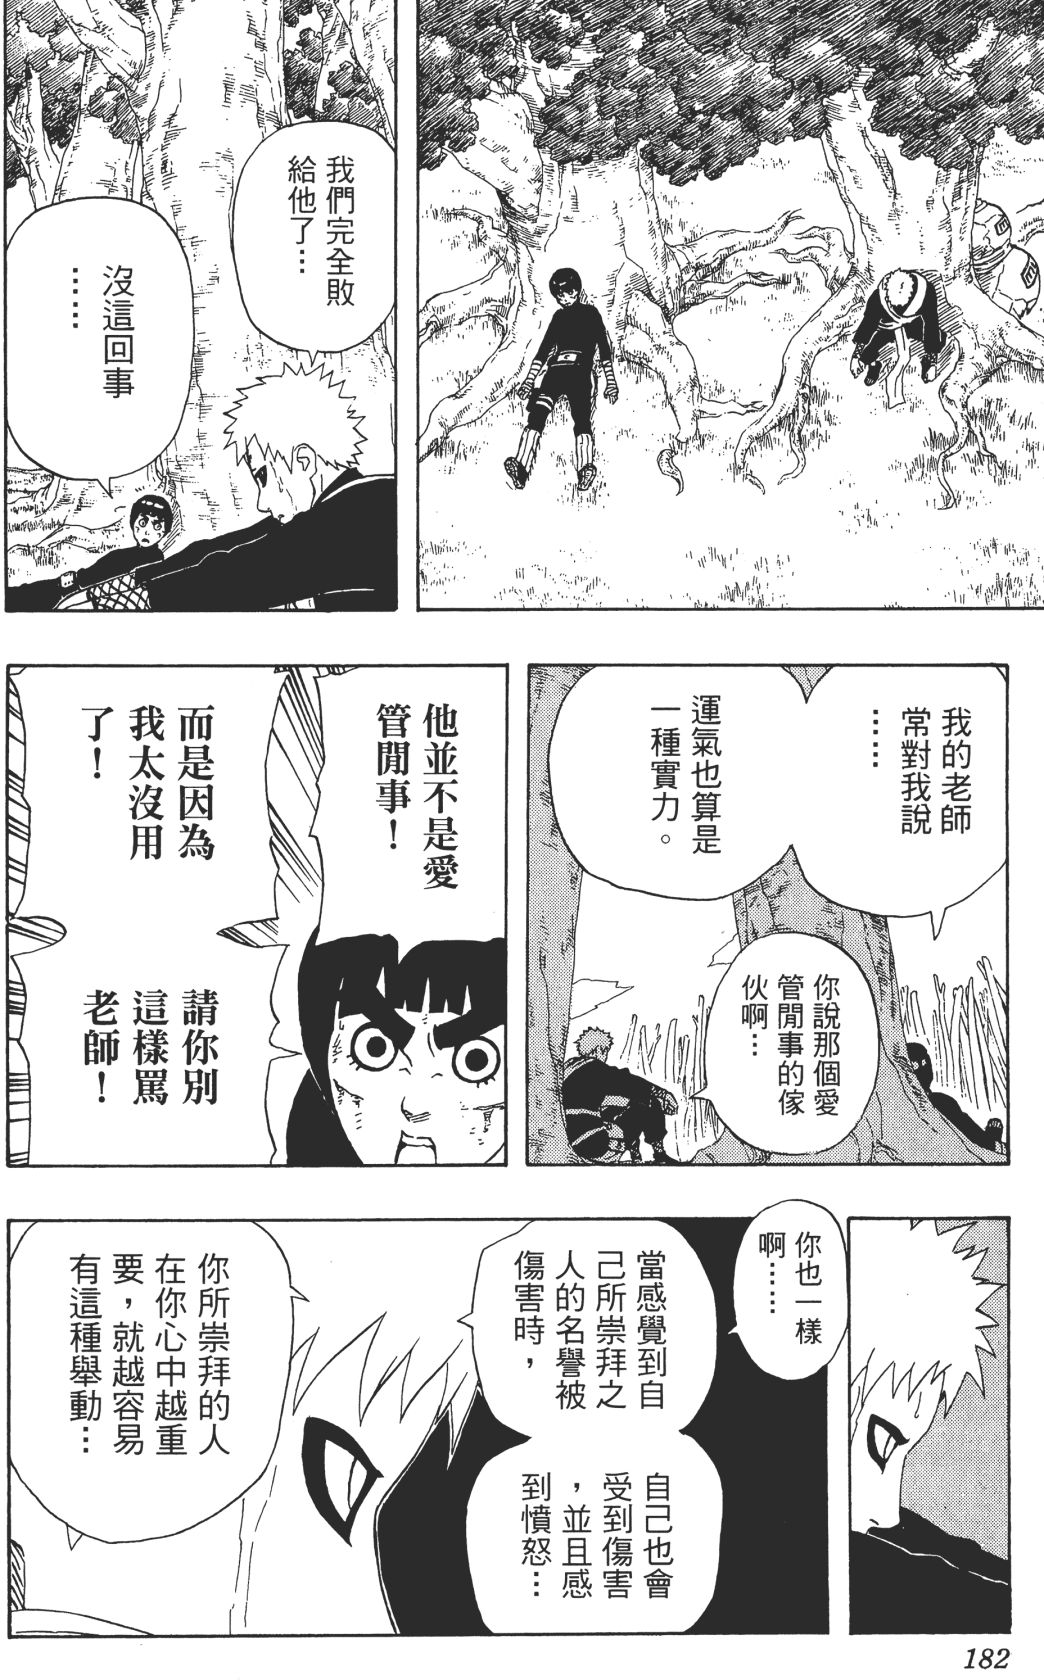 我們完全敗
給他了…
沒這回事
……
我的老師
常對我說
……
運氣也算是
一種實力。
你說那個愛
管閒事的傢
伙啊…
他並不是愛
管閒事！
而是因為
我太沒用
了！
請你別
這樣罵
老師！
你也一樣
啊……
當感覺到自
己所崇拜之
人的名譽被
傷害時，
自己也會
受到傷害
，並且感
到憤怒…
你所崇拜的人
在你心中越重
要，就越容易
有這種舉動…
182